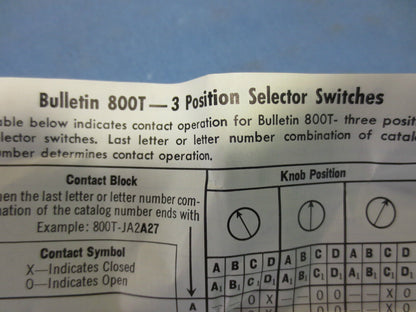 Bulletin 800T—3 Position Selector Switches
able below indicates contact operation for Bulletin 800T- three posit
elector switches. Last letter or letter number combination of catal
umber determines contact operation.
Contact Block
Knob Position
hen the last letter or letter number com-
nation of the catalog number ends with
Example: 800T-JA2A27
Contact Symbol
X—Indicates Closed
O—Indicates Open
A B C D A B C D A B C D
A1 B1 C1 D1 A1 B1 C1 D1 A1 B1 C1 D1
A — — O X — — O O — — X O